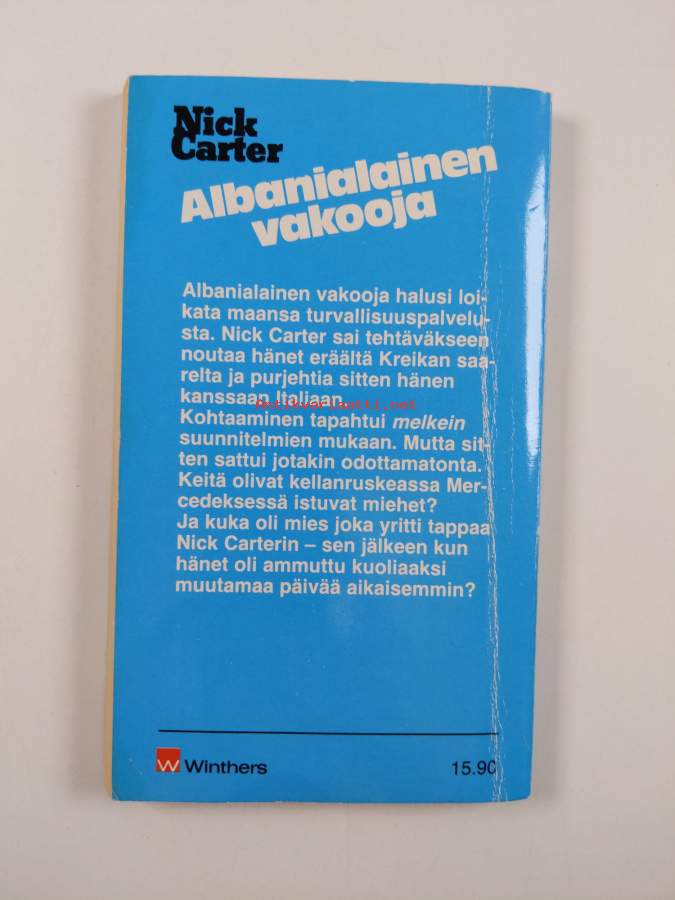 Nick
Carter
Albanialainen
vakooja
Albanialainen vakooja halusi loi-
kata maansa turvallisuuspalvelu-
sta. Nick Carter sai tehtäväkseen
noutaa hänet eräältä Kreikan saa-
relta ja purjehtia sitten hänen
kanssaan Italiaan.
Antikvariaatti.net
Kohtaaminen tapahtui melkein
suunnitelmien mukaan. Mutta sit-
ten sattui jotakin odottamatonta.
Keitä olivat kellanruskeassa Mer-
cedeksessä istuvat miehet?
Ja kuka oli mies joka yritti tappaa
Nick Carterin – sen jälkeen kun
hänet oli ammuttu kuoliaaksi
muutamaa päivää aikaisemmin?
W Winthers 15.90